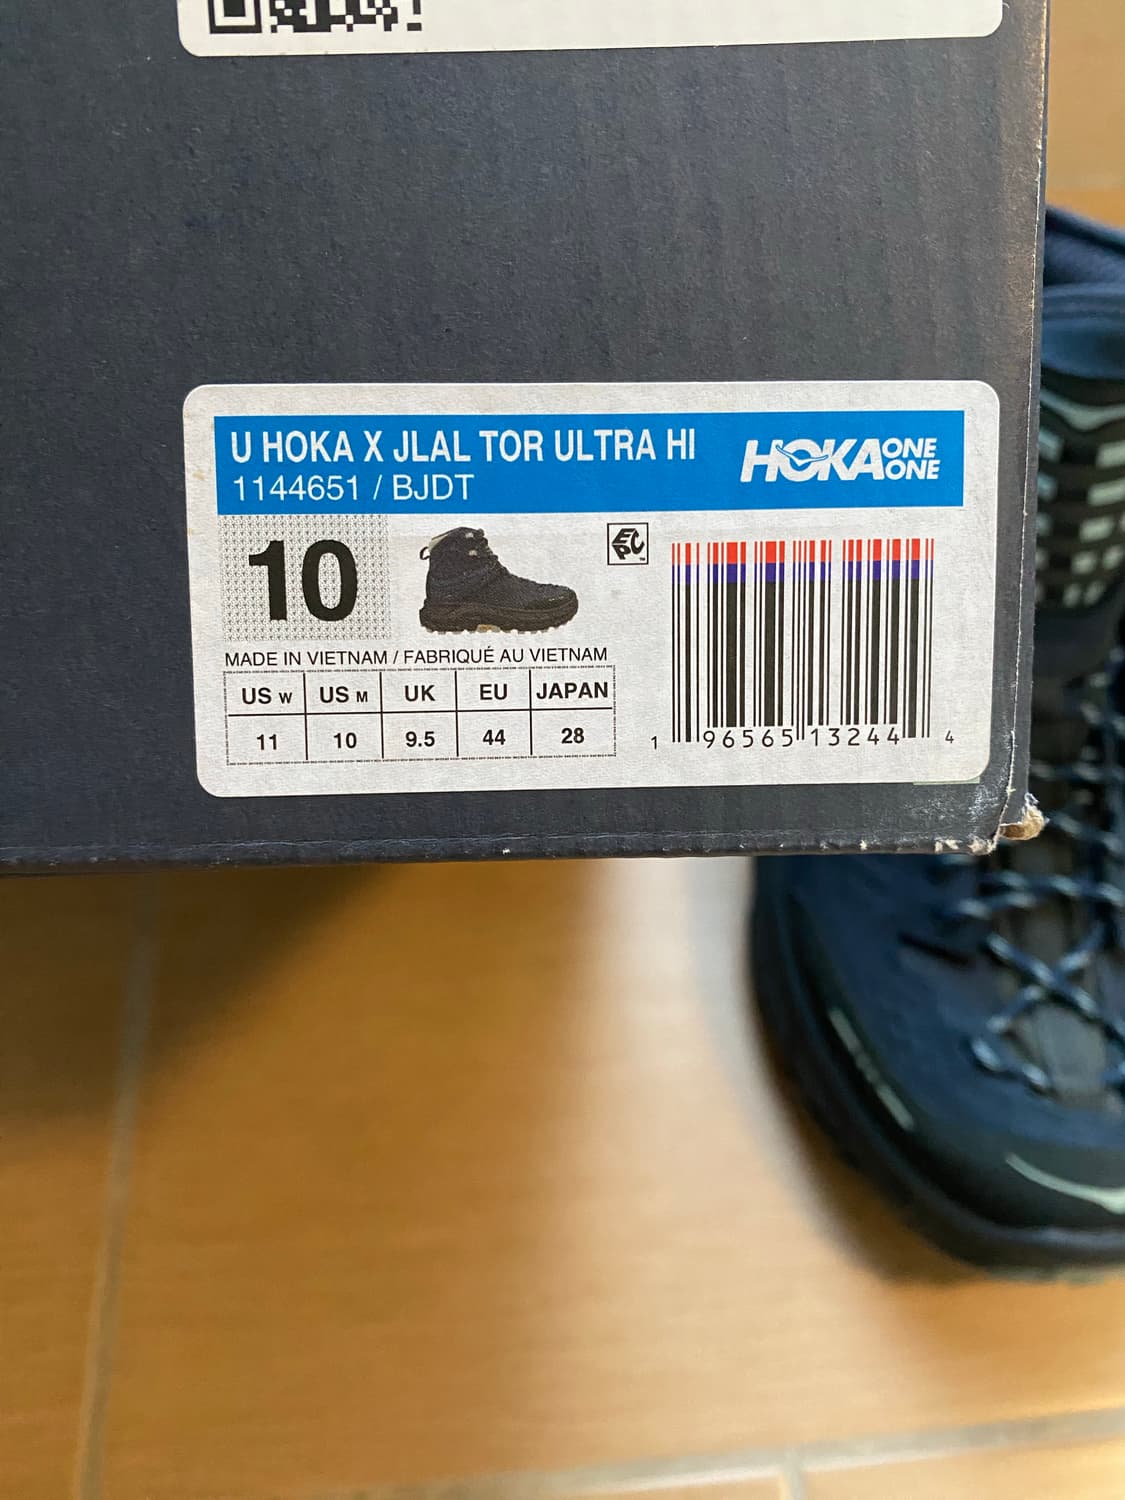 U HOKA X JLAL TOR ULTRA HI
1144651 / BJDT
HOKA ONE ONE
10
EPC
MADE IN VIETNAM / FABRIQUÉ AU VIETNAM
US W US M UK EU JAPAN
11 10 9.5 44 28
1 96565 13244 4